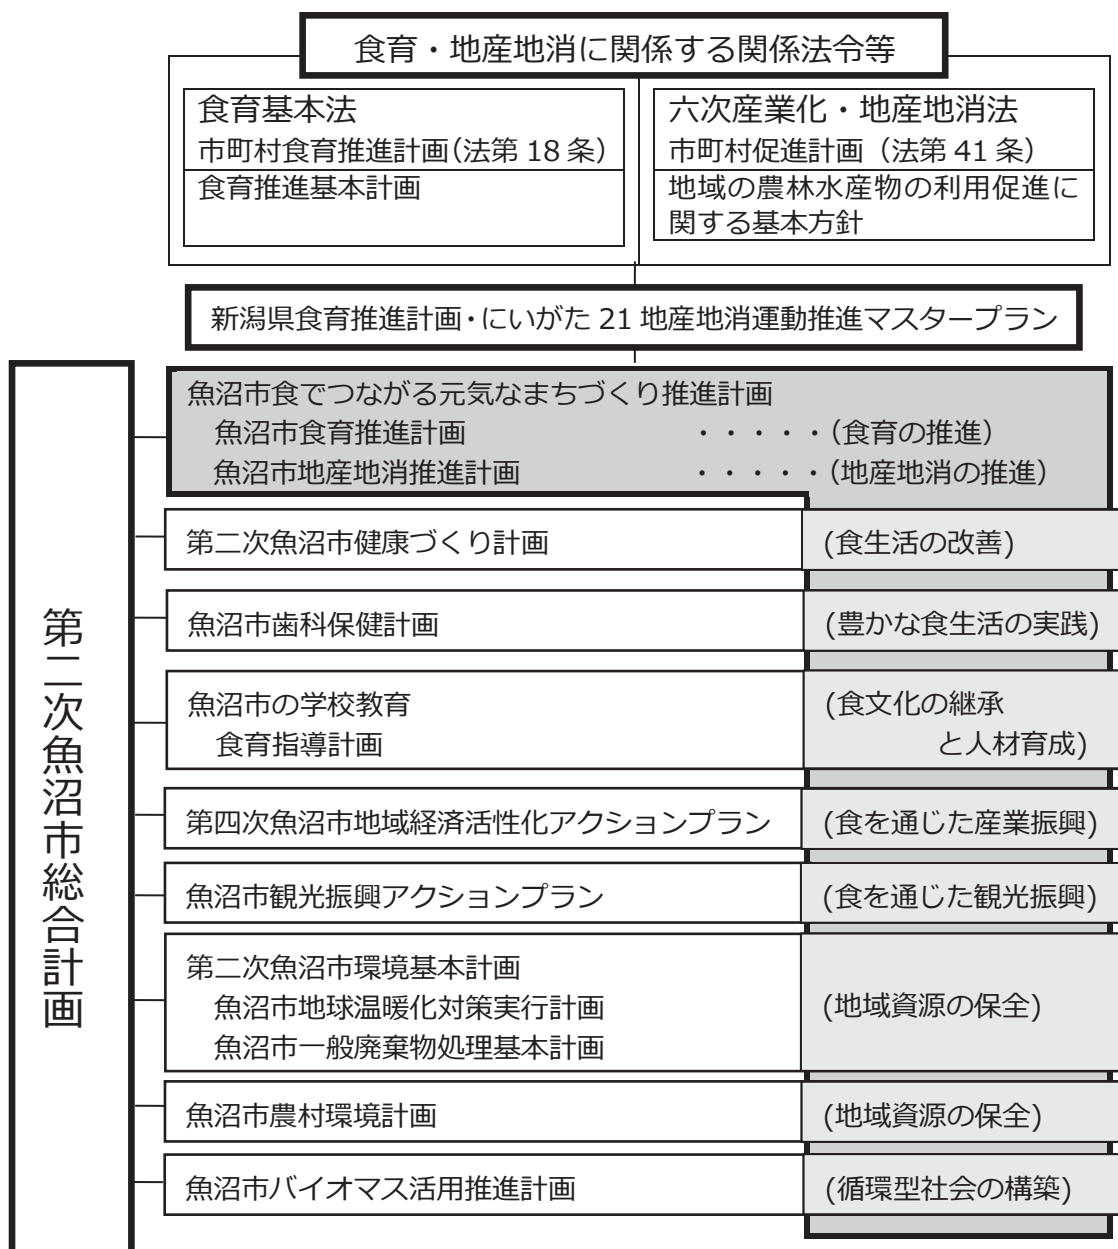 食育・地産地消に関係する関係法令等
食育基本法
市町村食育推進計画(法第 18 条)
食育推進基本計画
六次産業化・地産地消法
市町村促進計画（法第 41 条）
地域の農林水産物の利用促進に
関する基本方針
新潟県食育推進計画・にいがた 21 地産地消運動推進マスタープラン
第二次魚沼市総合計画
魚沼市食でつながる元気なまちづくり推進計画
魚沼市食育推進計画 ・・・・・(食育の推進)
魚沼市地産地消推進計画 ・・・・・(地産地消の推進)
第二次魚沼市健康づくり計画 (食生活の改善)
魚沼市歯科保健計画 (豊かな食生活の実践)
魚沼市の学校教育 (食文化の継承
食育指導計画 と人材育成)
第四次魚沼市地域経済活性化アクションプラン (食を通じた産業振興)
魚沼市観光振興アクションプラン (食を通じた観光振興)
第二次魚沼市環境基本計画
魚沼市地球温暖化対策実行計画 (地域資源の保全)
魚沼市一般廃棄物処理基本計画
魚沼市農村環境計画 (地域資源の保全)
魚沼市バイオマス活用推進計画 (循環型社会の構築)